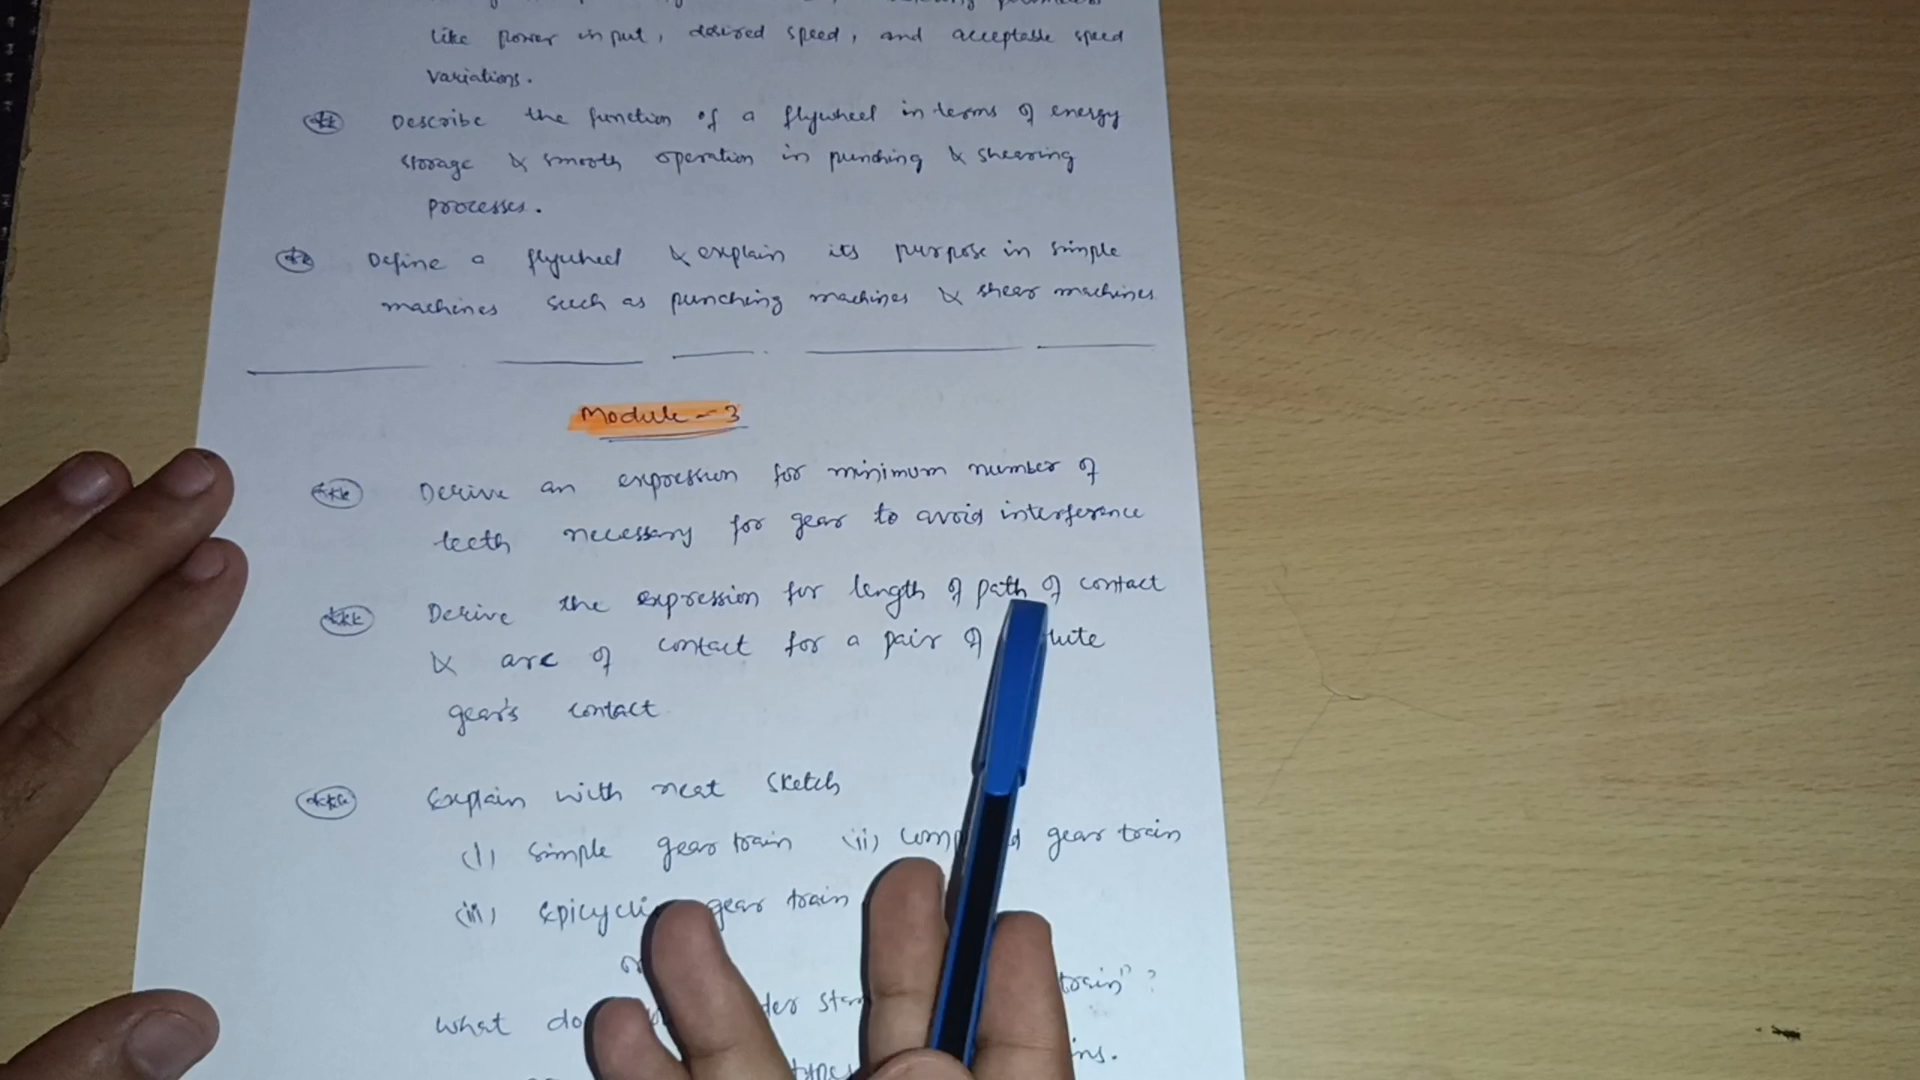 like power input, desired speed, and acceptable speed
variations.
** Describe the function of a flywheel in terms of energy
storage & smooth operation in punching & shearing
processes.
** Define a flywheel & explain its purpose in simple
machines such as punching machines & shear machines
Module - 3
*** Derive an expression for minimum number of
teeth necessary for gear to avoid interference
*** Derive the expression for length of path of contact
& arc of contact for a pair of
gear's contact
*** Explain with neat sketch
(i) simple gear train (ii) gear train
(iii) gear train
What do train" ?